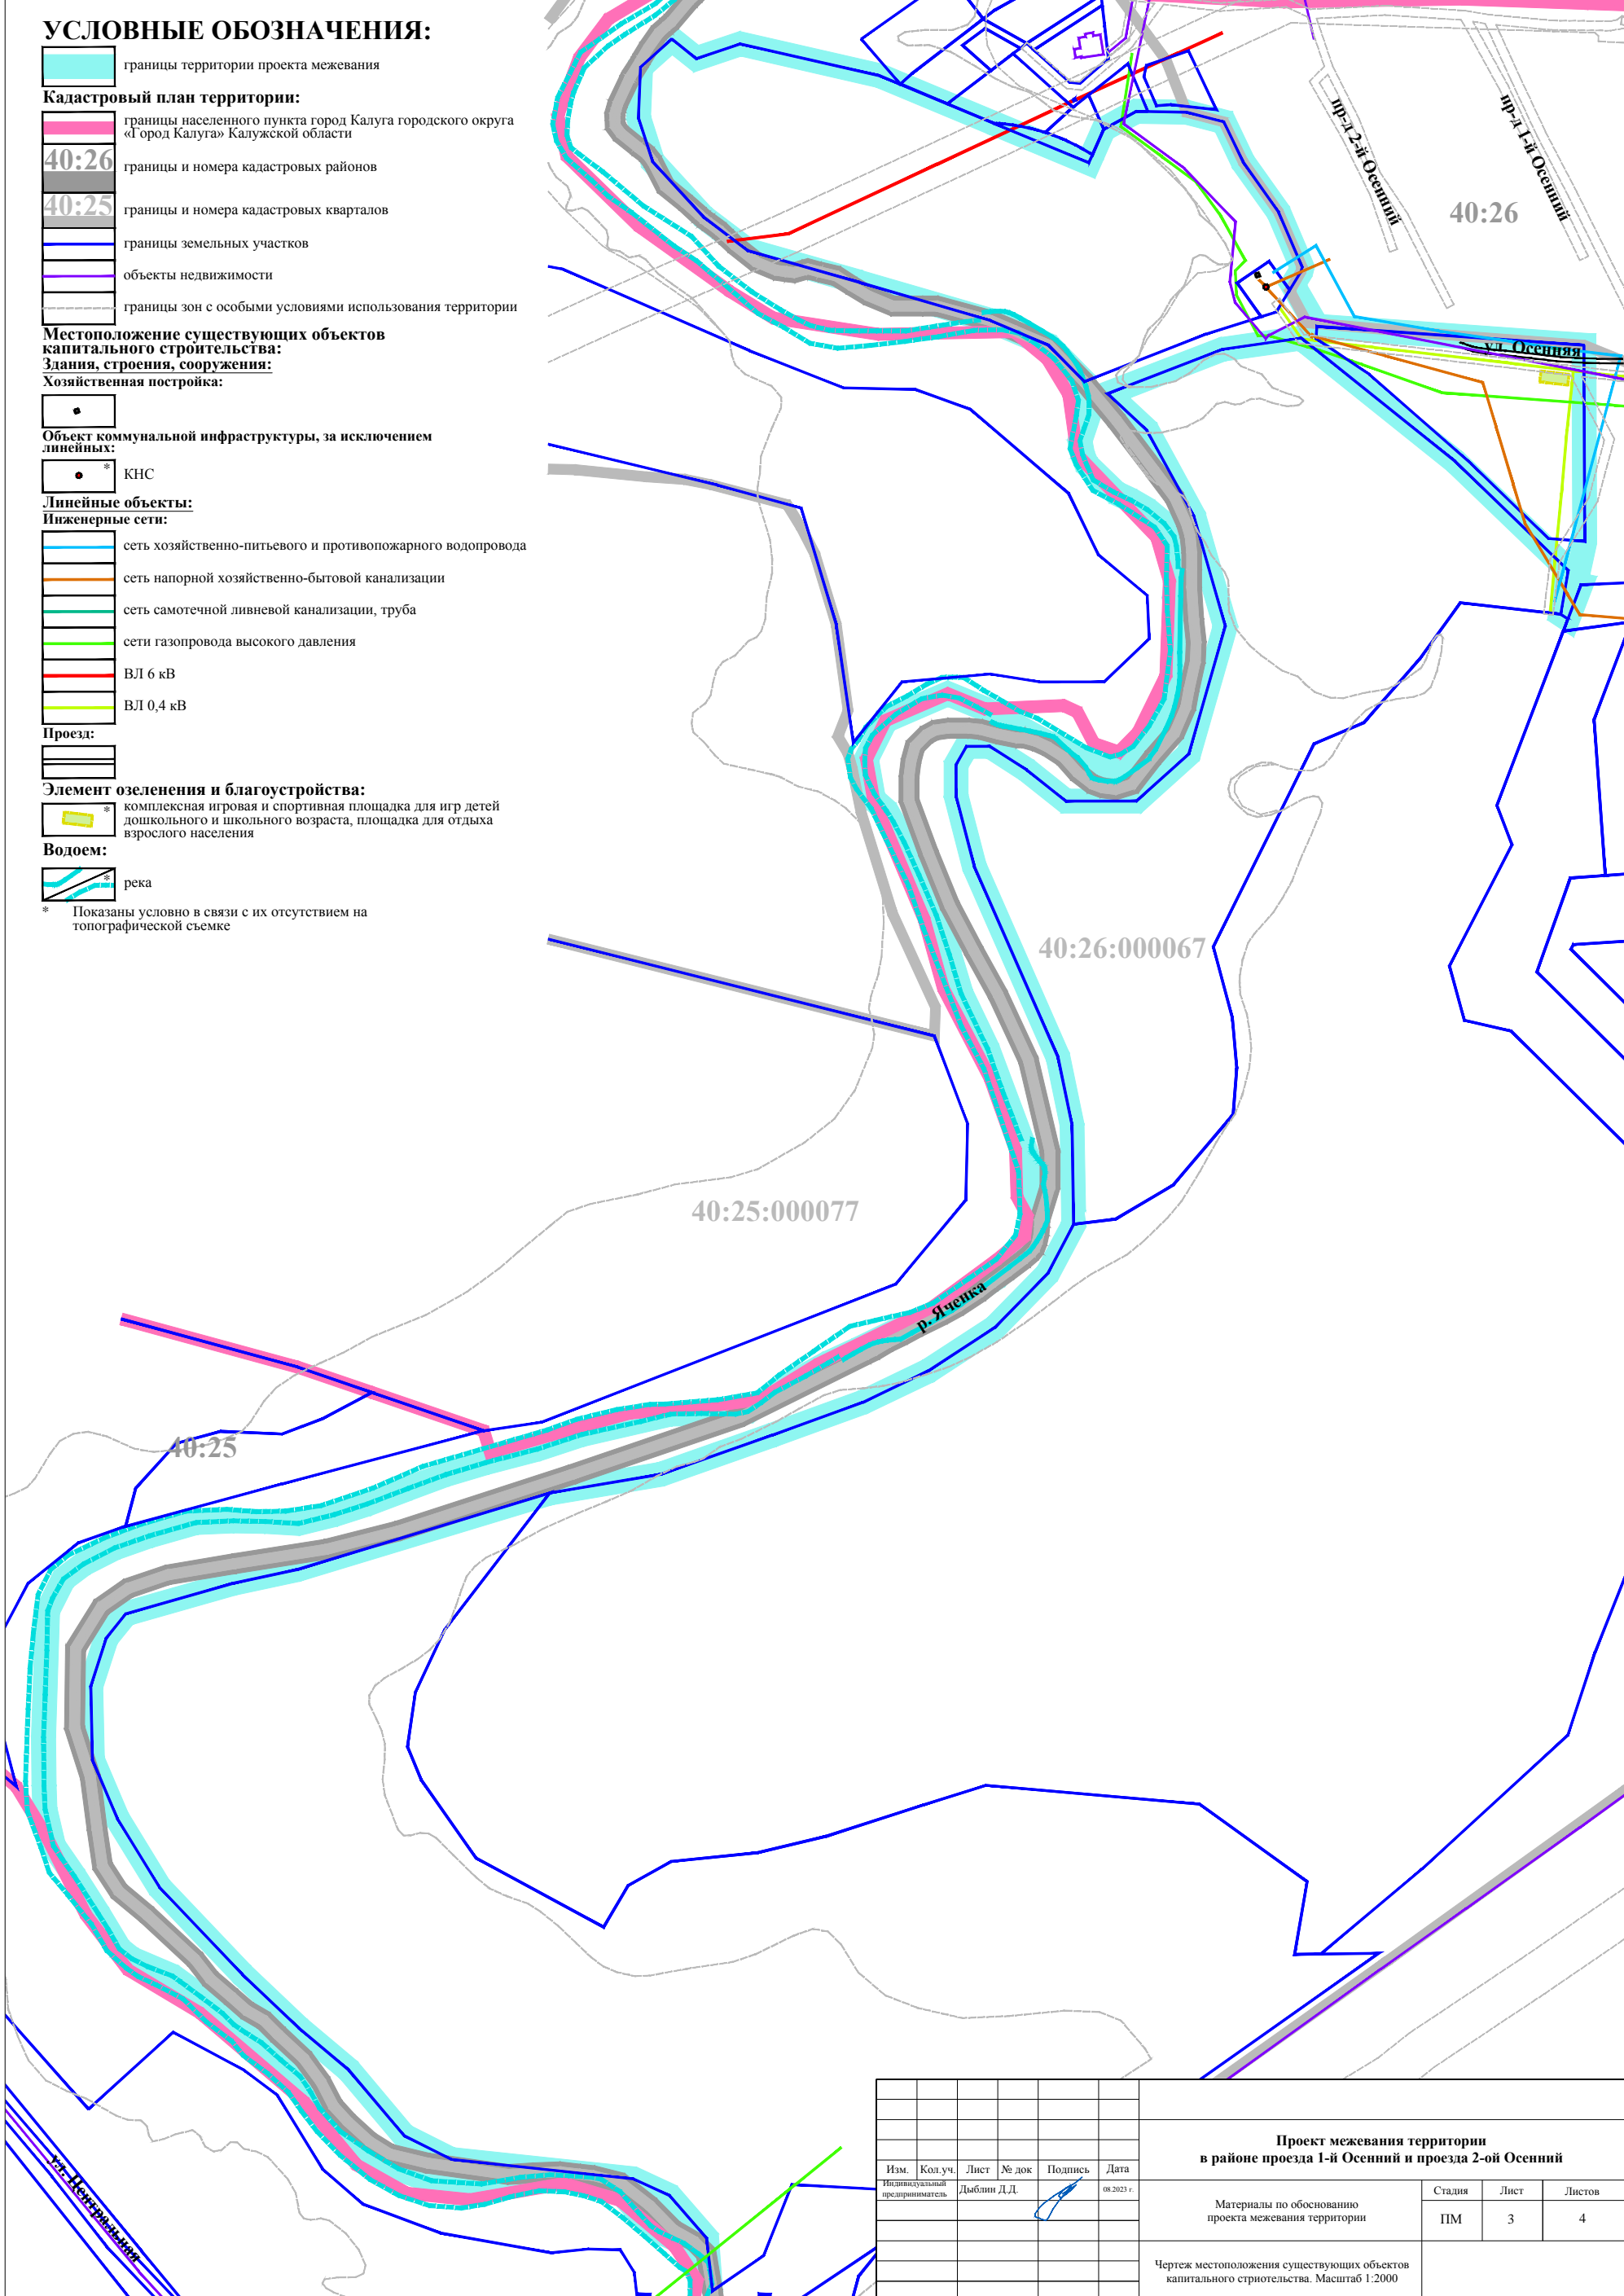 УСЛОВНЫЕ ОБОЗНАЧЕНИЯ:
границы территории проекта межевания
Кадастровый план территории:
границы населенного пункта город Калуга городского округа
«Город Калуга» Калужской области
40:26
границы и номера кадастровых районов
40:25
границы и номера кадастровых кварталов
границы земельных участков
объекты недвижимости
границы зон с особыми условиями использования территории
Местоположение существующих объектов
капитального строительства:
Здания, строения, сооружения:
Хозяйственная постройка:
Объект коммунальной инфраструктуры, за исключением
линейных:
* КНС
Линейные объекты:
Инженерные сети:
сеть хозяйственно-питьевого и противопожарного водопровода
сеть напорной хозяйственно-бытовой канализации
сеть самотечной ливневой канализации, труба
сети газопровода высокого давления
ВЛ 6 кВ
ВЛ 0,4 кВ
Проезд:
Элемент озеленения и благоустройства:
* комплексная игровая и спортивная площадка для игр детей
дошкольного и школьного возраста, площадка для отдыха
взрослого населения
Водоем:
* река
* Показаны условно в связи с их отсутствием на
топографической съемке
пр-д 2-й Осенний
пр-д 1-й Осенний
40:26
ул. Осенняя
40:26:000067
40:25:000077
р. Яченка
40:25
ул. Центральная
Проект межевания территории
в районе проезда 1-й Осенний и проезда 2-ой Осенний
Изм. Кол.уч. Лист № док Подпись Дата
Индивидуальный
предприниматель
Дыблин Д.Д.
08.2023 г.
Материалы по обоснованию
проекта межевания территории
Стадия Лист Листов
ПМ 3 4
Чертеж местоположения существующих объектов
капитального стриотельства. Масштаб 1:2000